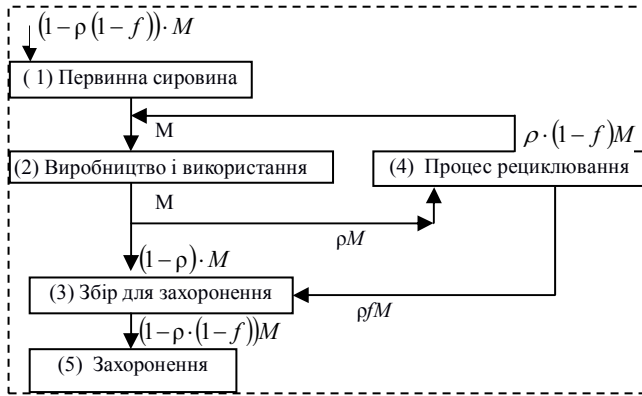 (1−ρ(1−f))·M
( 1) Первинна сировина
M
ρ·(1−f)M
(2) Виробництво і використання
(4) Процес рециклювання
M
ρM
(1−ρ)·M
(3) Збір для захоронення
ρfM
(1−ρ·(1−f))M
(5) Захоронення